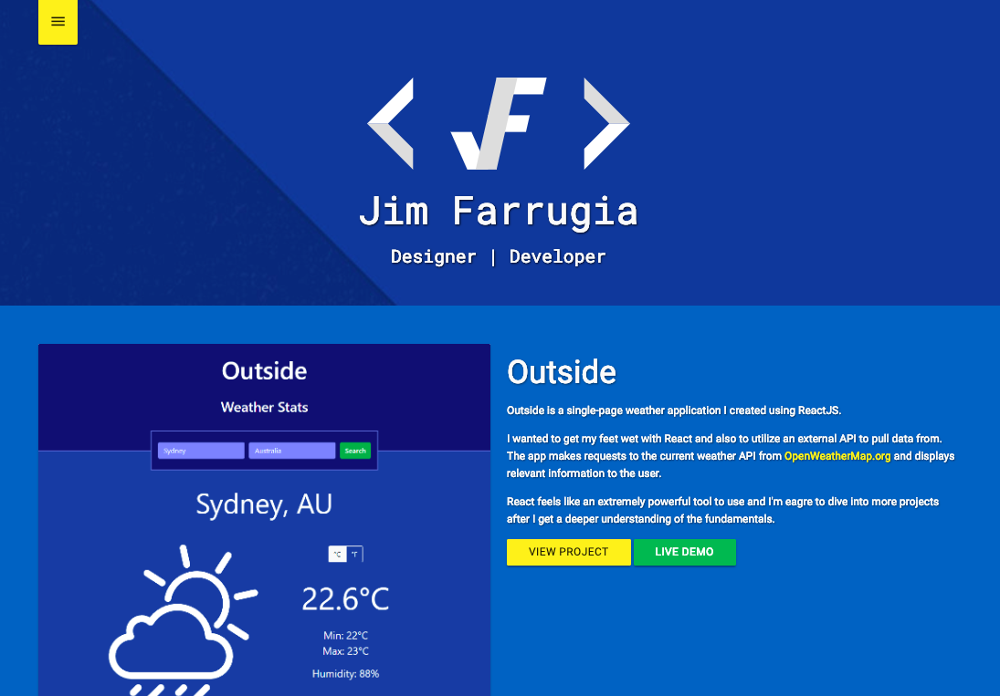 Jim Farrugia
Designer | Developer
Outside
Weather Stats
Sydney
Australia
Search
Sydney, AU
°C °F
22.6°C
Min: 22°C
Max: 23°C
Humidity: 88%
Outside
Outside is a single-page weather application I created using ReactJS.
I wanted to get my feet wet with React and also to utilize an external API to pull data from.
The app makes requests to the current weather API from OpenWeatherMap.org and displays
relevant information to the user.
React feels like an extremely powerful tool to use and I'm eagre to dive into more projects
after I get a deeper understanding of the fundamentals.
VIEW PROJECT
LIVE DEMO